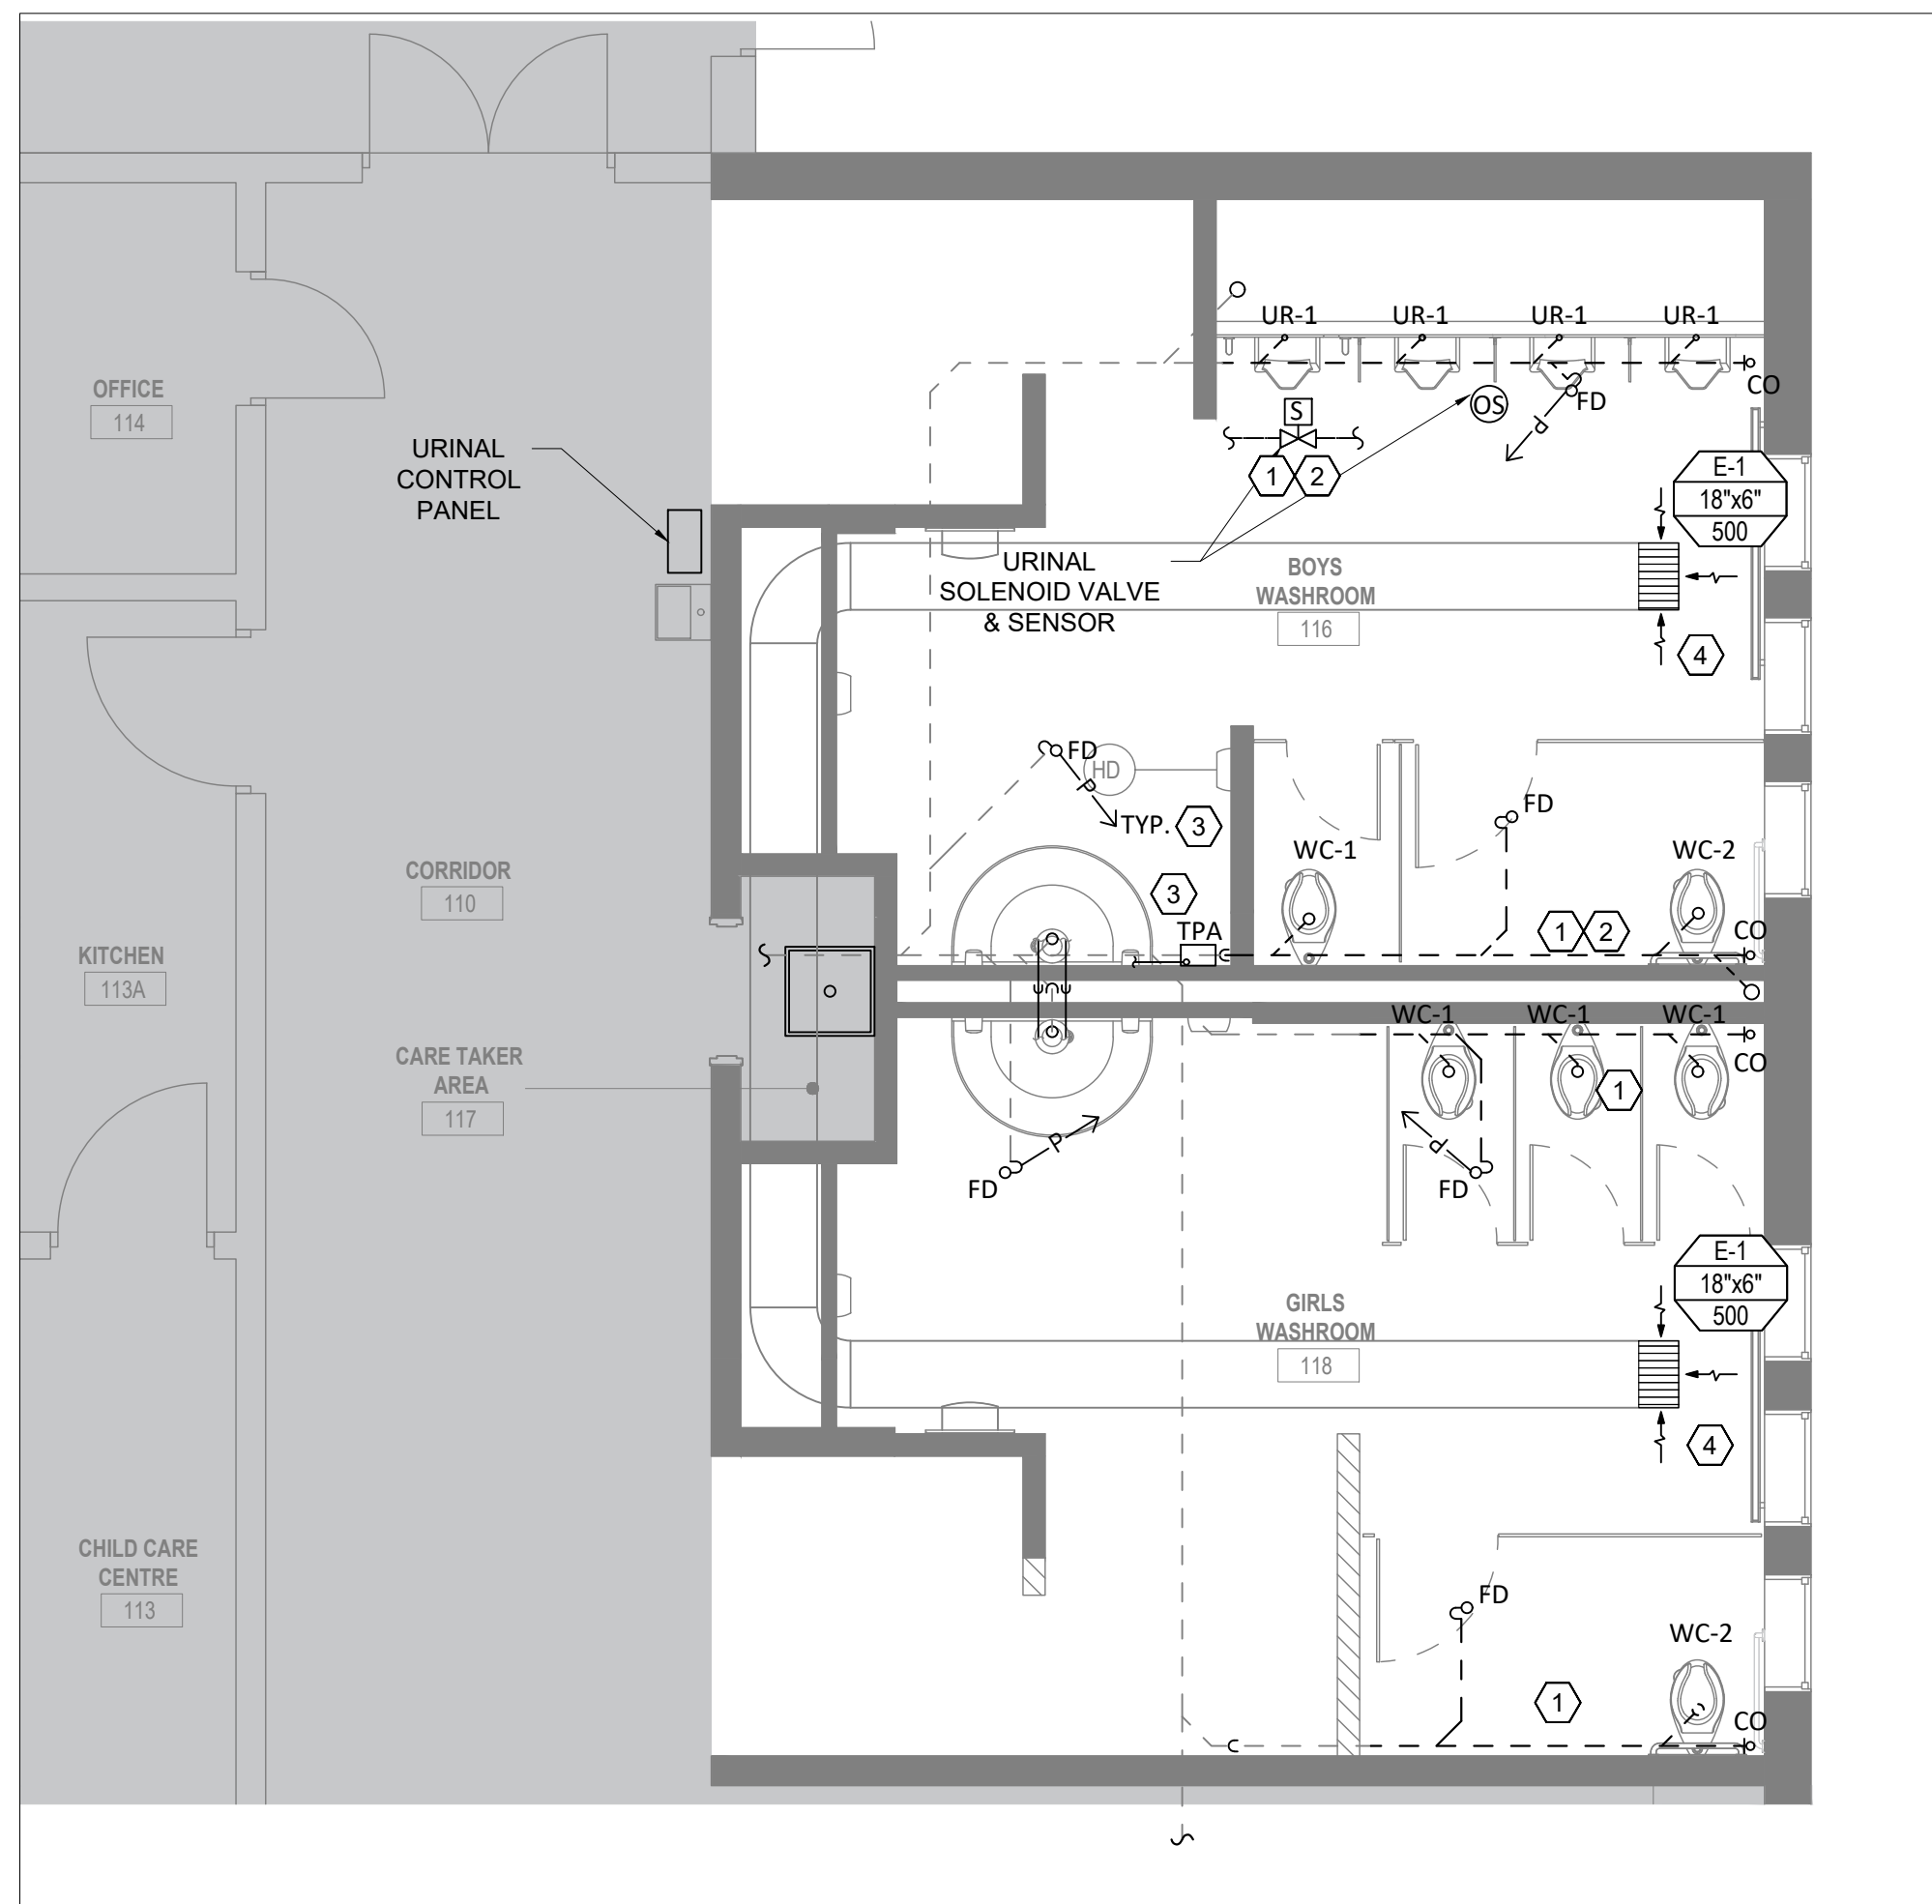 UR-1 UR-1 UR-1 UR-1
CO
FD
OS
S
P
1 2
OFFICE
114
URINAL
CONTROL
PANEL
E-1
18"x6"
500
URINAL
SOLENOID VALVE
& SENSOR
BOYS
WASHROOM
116
4
FD
HD
P
TYP. 3
FD
WC-1
WC-2
3
TPA
1 2
CO
CORRIDOR
110
KITCHEN
113A
CARE TAKER
AREA
117
WC-1 WC-1 WC-1
CO
1
P
FD
P
FD
E-1
18"x6"
500
GIRLS
WASHROOM
118
4
CHILD CARE
CENTRE
113
FD
WC-2
1
CO